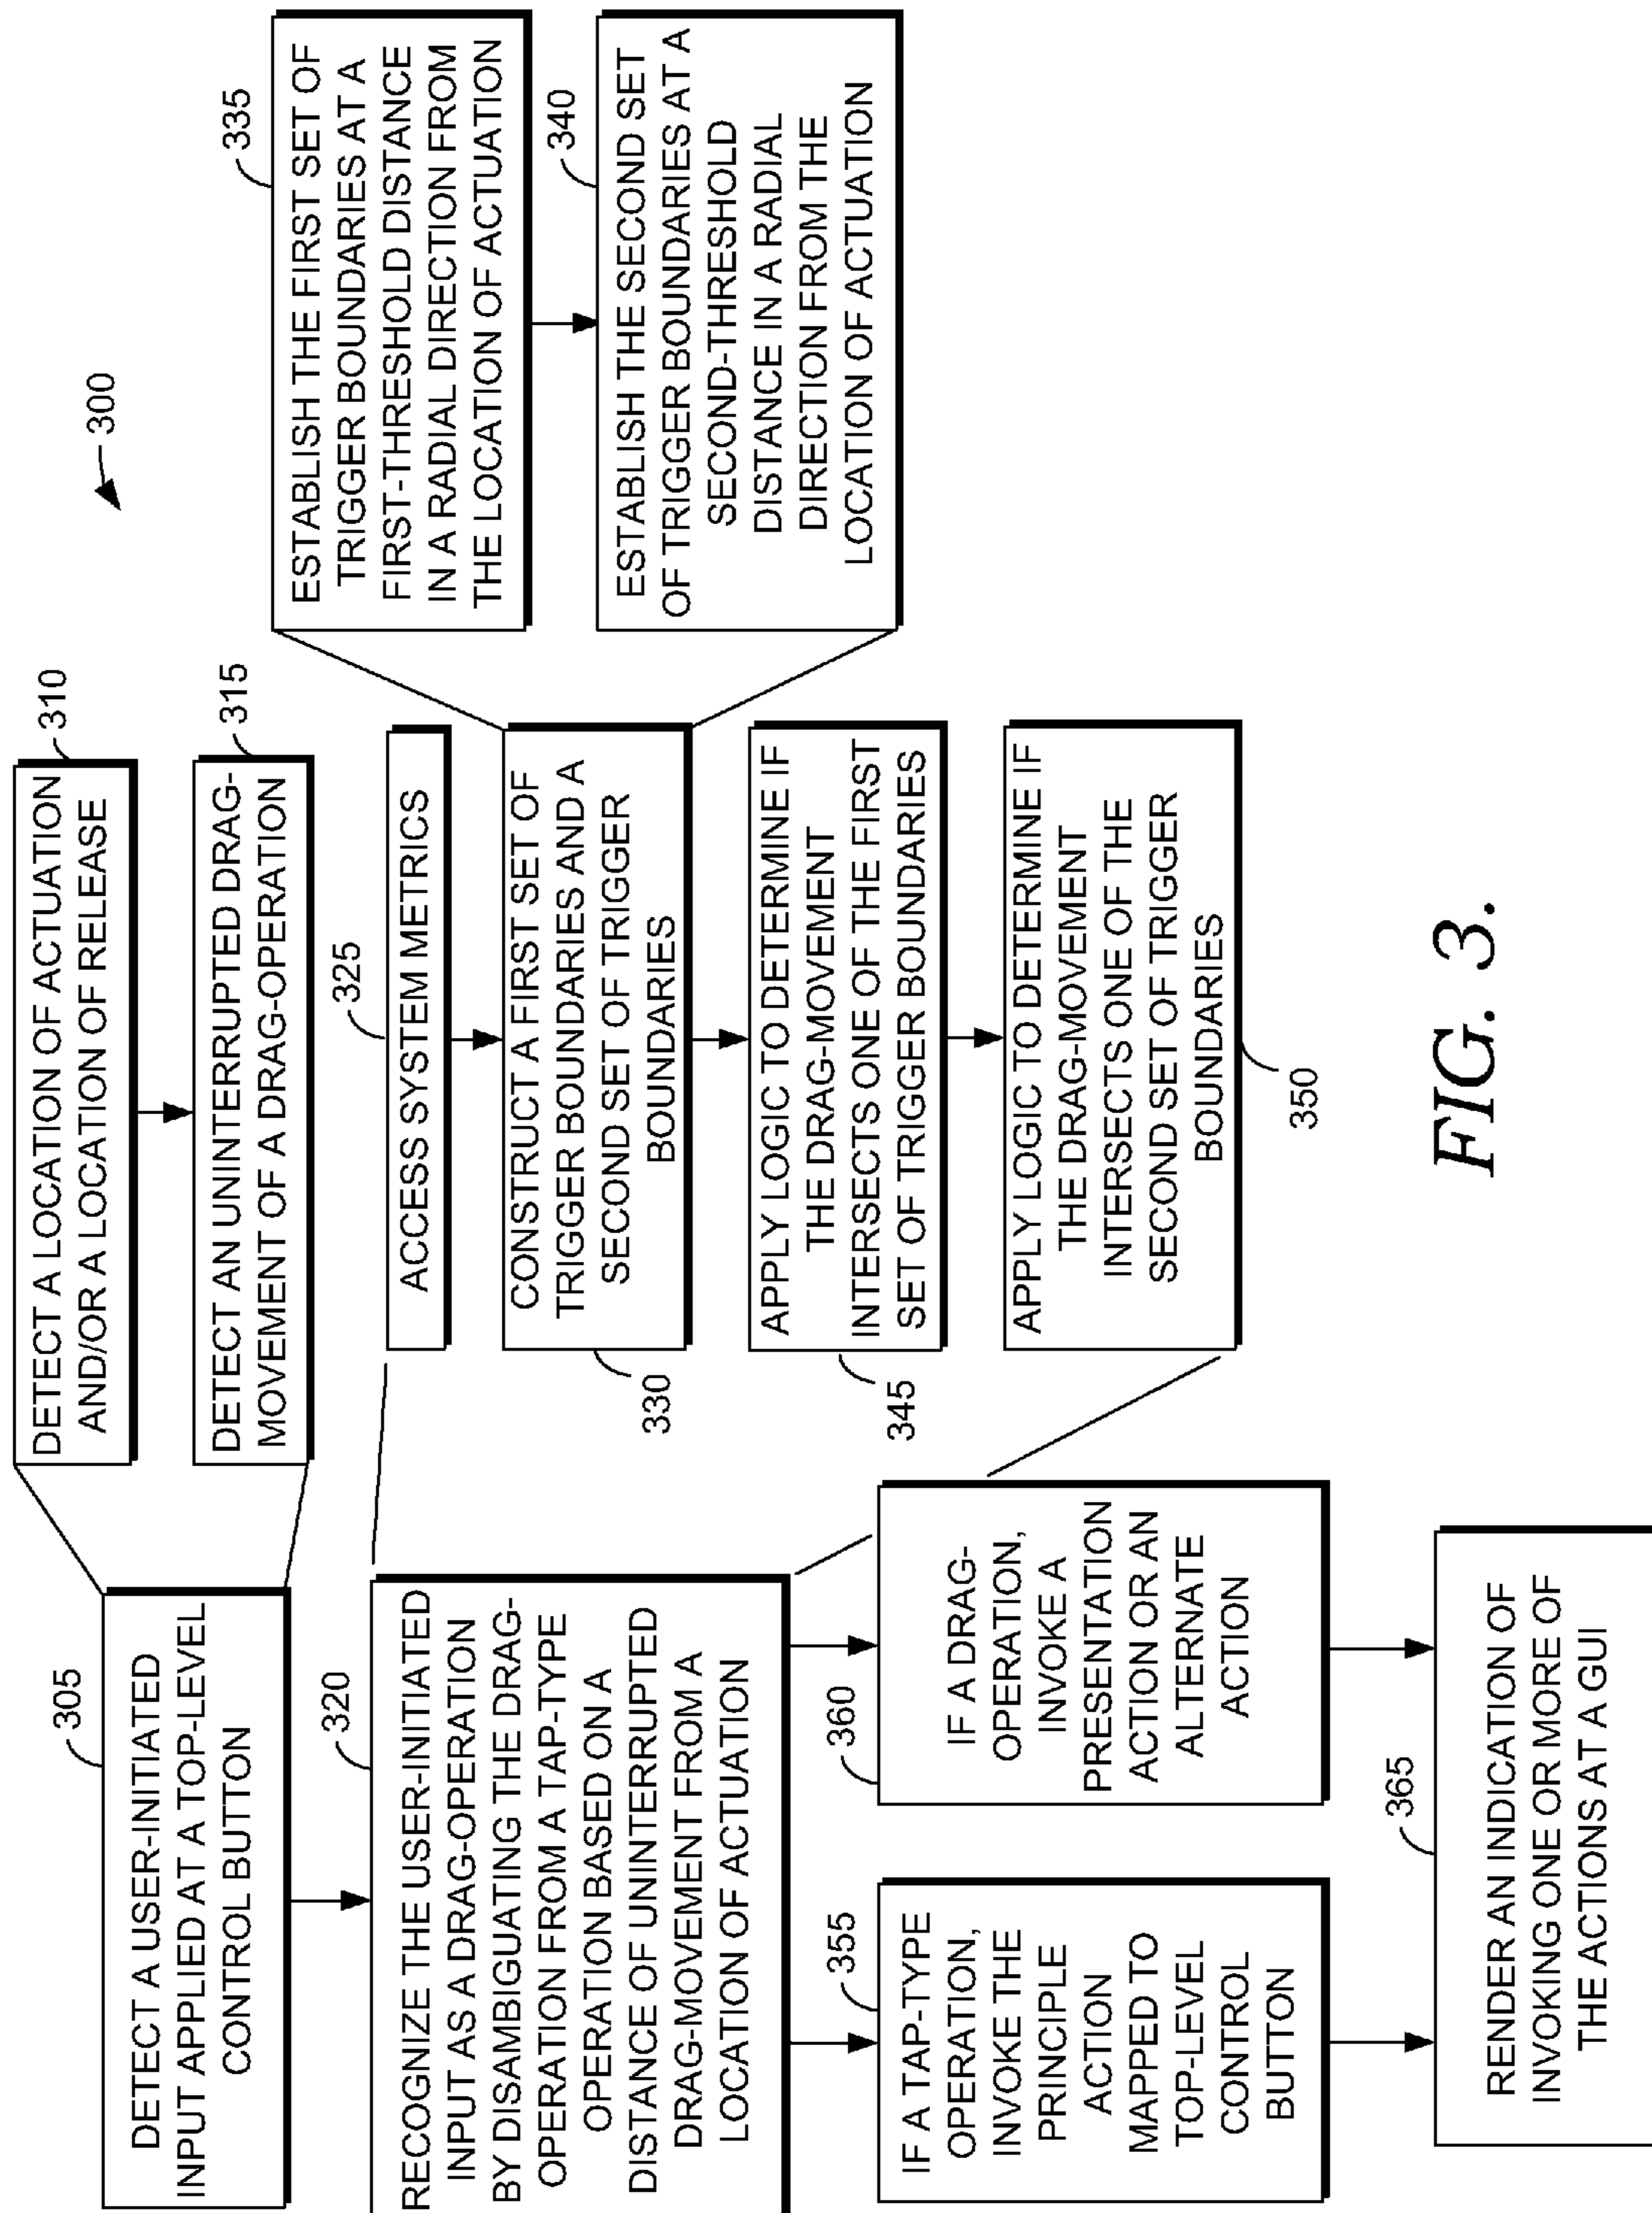 300
305
DETECT A USER-INITIATED
INPUT APPLIED AT A TOP-LEVEL
CONTROL BUTTON
310
DETECT A LOCATION OF ACTUATION
AND/OR A LOCATION OF RELEASE
315
DETECT AN UNINTERRUPTED DRAG-
MOVEMENT OF A DRAG-OPERATION
320
RECOGNIZE THE USER-INITIATED
INPUT AS A DRAG-OPERATION
BY DISAMBIGUATING THE DRAG-
OPERATION FROM A TAP-TYPE
OPERATION BASED ON A
DISTANCE OF UNINTERRUPTED
DRAG-MOVEMENT FROM A
LOCATION OF ACTUATION
325
ACCESS SYSTEM METRICS
330
CONSTRUCT A FIRST SET OF
TRIGGER BOUNDARIES AND A
SECOND SET OF TRIGGER
BOUNDARIES
335
ESTABLISH THE FIRST SET OF
TRIGGER BOUNDARIES AT A
FIRST-THRESHOLD DISTANCE
IN A RADIAL DIRECTION FROM
THE LOCATION OF ACTUATION
340
ESTABLISH THE SECOND SET
OF TRIGGER BOUNDARIES AT A
SECOND-THRESHOLD
DISTANCE IN A RADIAL
DIRECTION FROM THE
LOCATION OF ACTUATION
345
APPLY LOGIC TO DETERMINE IF
THE DRAG-MOVEMENT
INTERSECTS ONE OF THE FIRST
SET OF TRIGGER BOUNDARIES
APPLY LOGIC TO DETERMINE IF
THE DRAG-MOVEMENT
INTERSECTS ONE OF THE
SECOND SET OF TRIGGER
BOUNDARIES
350
355
IF A TAP-TYPE
OPERATION,
INVOKE THE
PRINCIPLE
ACTION
MAPPED TO
TOP-LEVEL
CONTROL
BUTTON
360
IF A DRAG-
OPERATION,
INVOKE A
PRESENTATION
ACTION OR AN
ALTERNATE
ACTION
365
RENDER AN INDICATION OF
INVOKING ONE OR MORE OF
THE ACTIONS AT A GUI
FIG. 3.